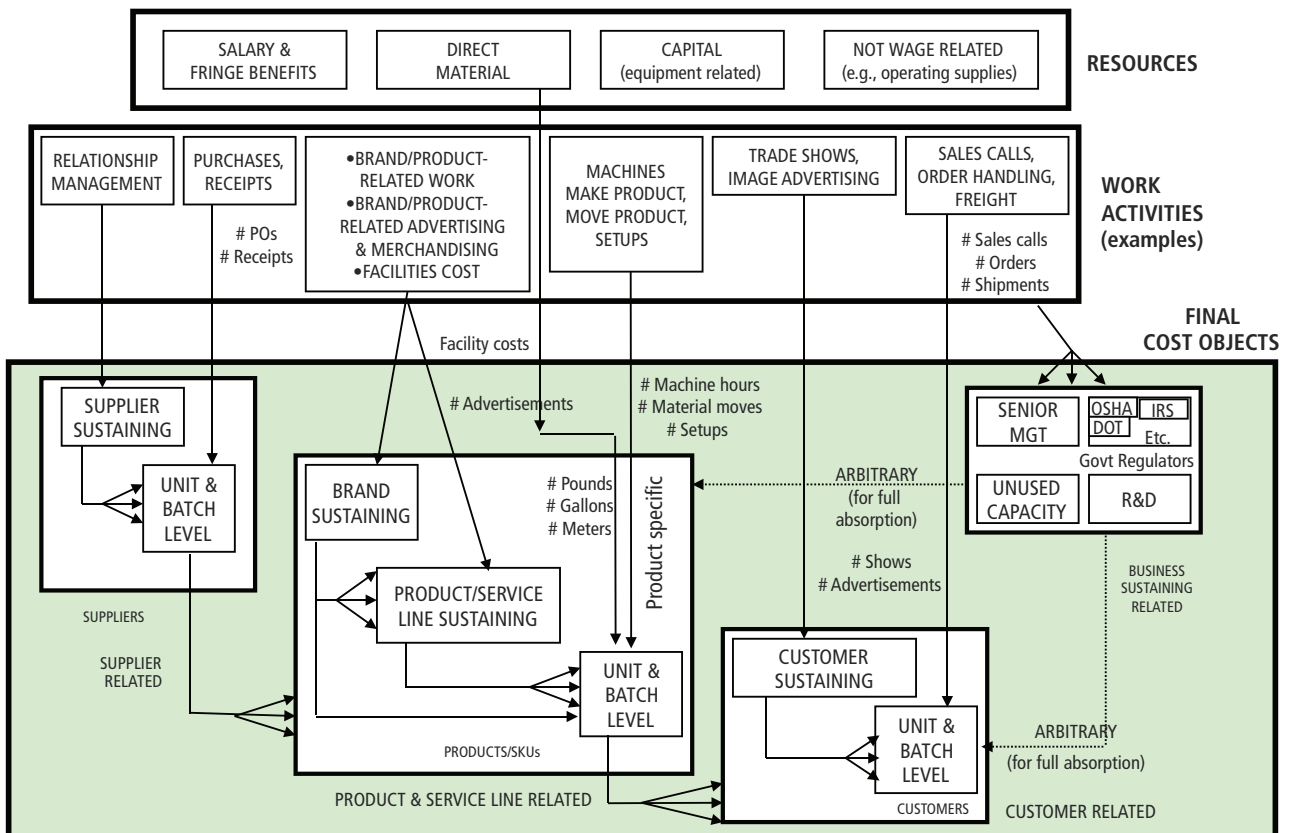 SALARY &
FRINGE BENEFITS
DIRECT
MATERIAL
CAPITAL
(equipment related)
NOT WAGE RELATED
(e.g., operating supplies)
RESOURCES
RELATIONSHIP
MANAGEMENT
PURCHASES,
RECEIPTS
•BRAND/PRODUCT-
RELATED WORK
•BRAND/PRODUCT-
RELATED ADVERTISING
& MERCHANDISING
•FACILITIES COST
MACHINES
MAKE PRODUCT,
MOVE PRODUCT,
SETUPS
TRADE SHOWS,
IMAGE ADVERTISING
SALES CALLS,
ORDER HANDLING,
FREIGHT
WORK
ACTIVITIES
(examples)
# POs
# Receipts
# Sales calls
# Orders
# Shipments
FINAL
COST OBJECTS
Facility costs
# Advertisements
# Machine hours
# Material moves
# Setups
SUPPLIER
SUSTAINING
UNIT &
BATCH
LEVEL
SUPPLIERS
SUPPLIER
RELATED
BRAND
SUSTAINING
# Pounds
# Gallons
# Meters
Product specific
PRODUCT/SERVICE
LINE SUSTAINING
UNIT &
BATCH
LEVEL
PRODUCTS/SKUs
PRODUCT & SERVICE LINE RELATED
ARBITRARY
(for full
absorption)
SENIOR
MGT
OSHA
IRS
DOT
Etc.
Govt Regulators
UNUSED
CAPACITY
R&D
# Shows
# Advertisements
BUSINESS
SUSTAINING
RELATED
CUSTOMER
SUSTAINING
UNIT &
BATCH
LEVEL
CUSTOMERS
ARBITRARY
(for full absorption)
CUSTOMER RELATED